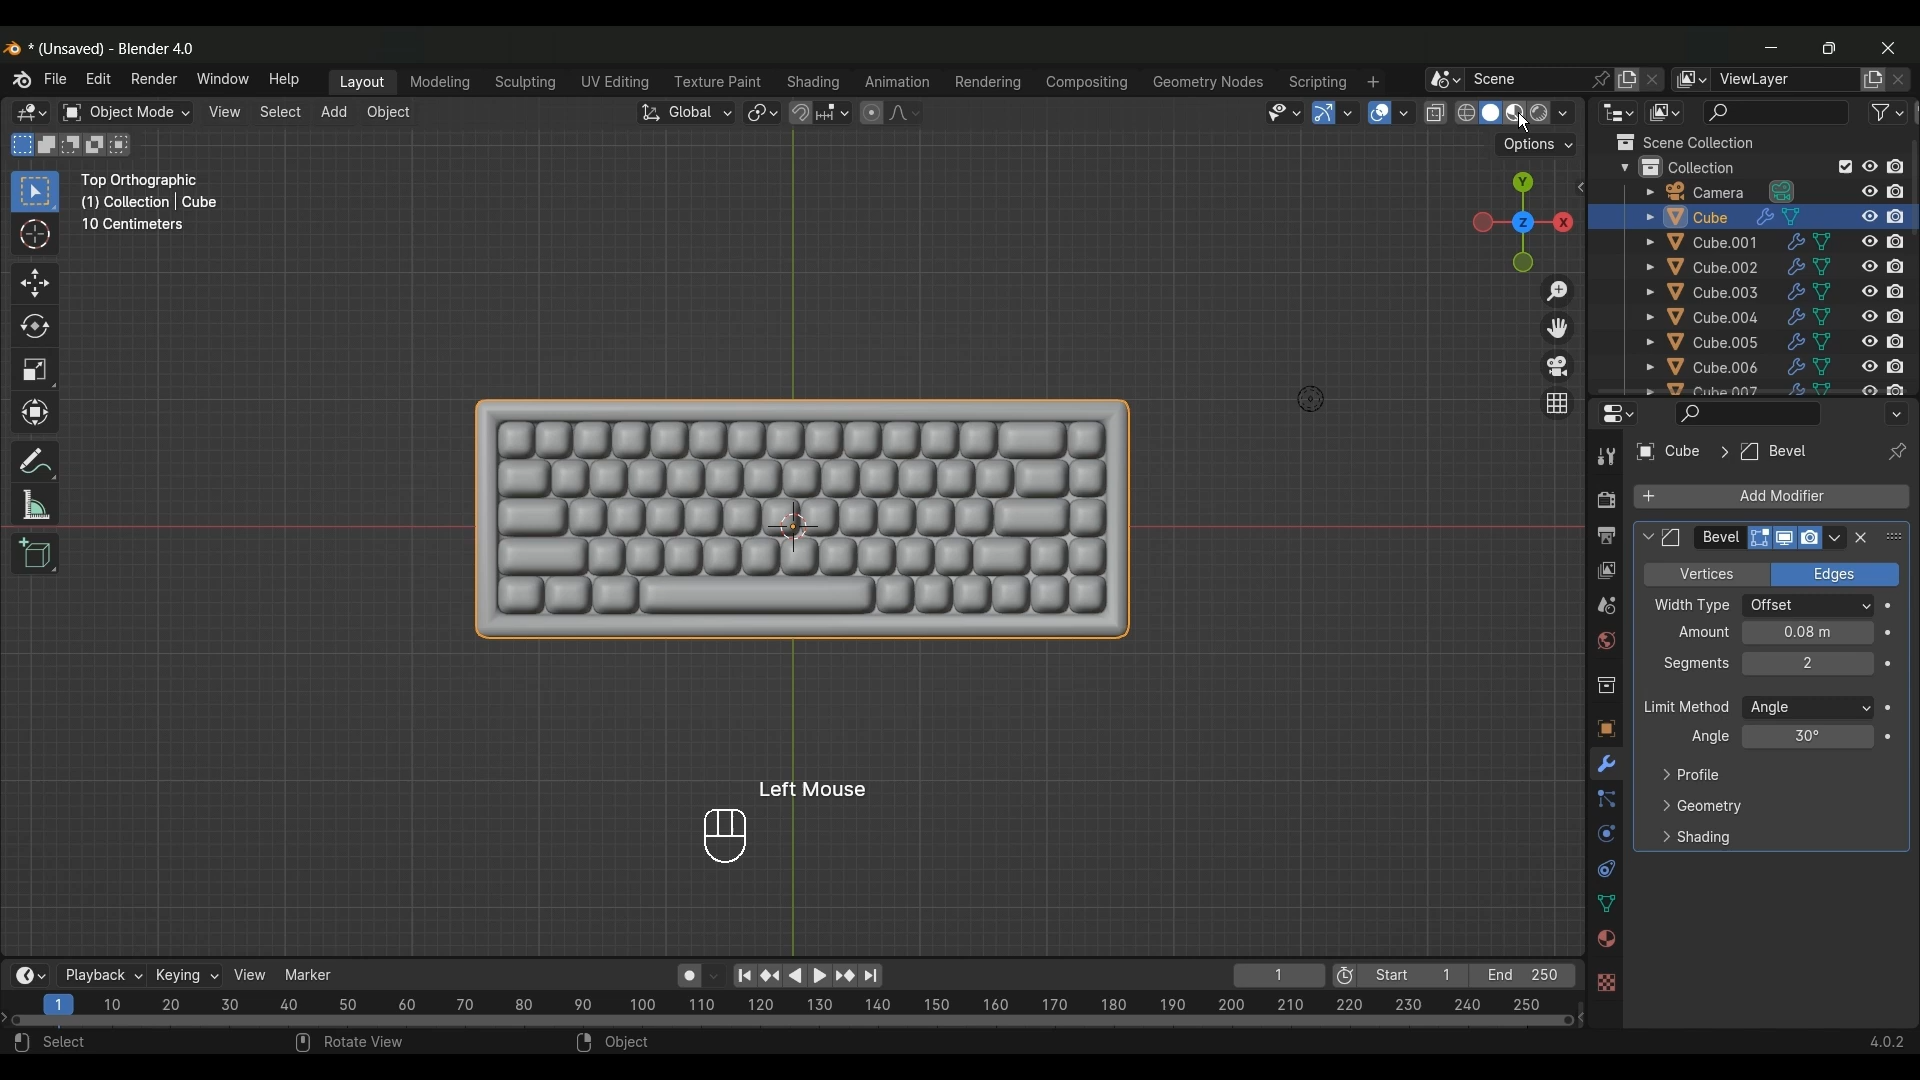 * (Unsaved) - Blender 4.0
File Edit Render Window Help Layout Modeling Sculpting UV Editing Texture Paint Shading Animation Rendering Compositing Geometry Nodes Scripting + Scene ViewLayer
Object Mode View Select Add Object Global
Options
Top Orthographic
(1) Collection | Cube
10 Centimeters
Y
Z
X
Left Mouse
Scene Collection
Collection
Camera
Cube
Cube.001
Cube.002
Cube.003
Cube.004
Cube.005
Cube.006
Cube.007
Cube > Bevel
+ Add Modifier
Bevel
Vertices Edges
Width Type Offset
Amount 0.08 m
Segments 2
Limit Method Angle
Angle 30°
> Profile
> Geometry
> Shading
Playback Keying View Marker 1 Start 1 End 250
1 10 20 30 40 50 60 70 80 90 100 110 120 130 140 150 160 170 180 190 200 210 220 230 240 250
Select Rotate View Object 4.0.2